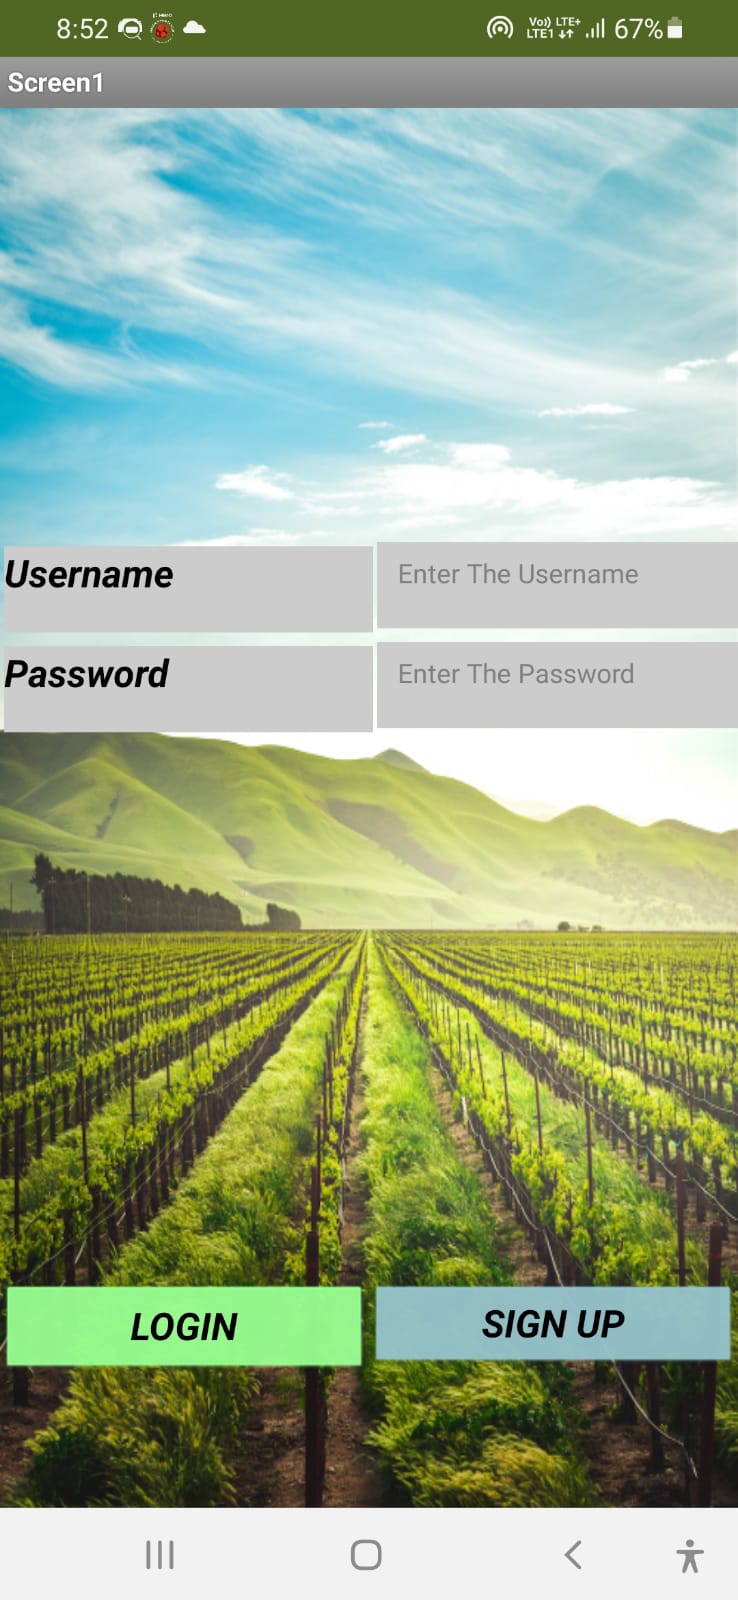 8:52
Vo)) LTE+
LTE1
67%
Screen1
Username
Enter The Username
Password
Enter The Password
LOGIN
SIGN UP